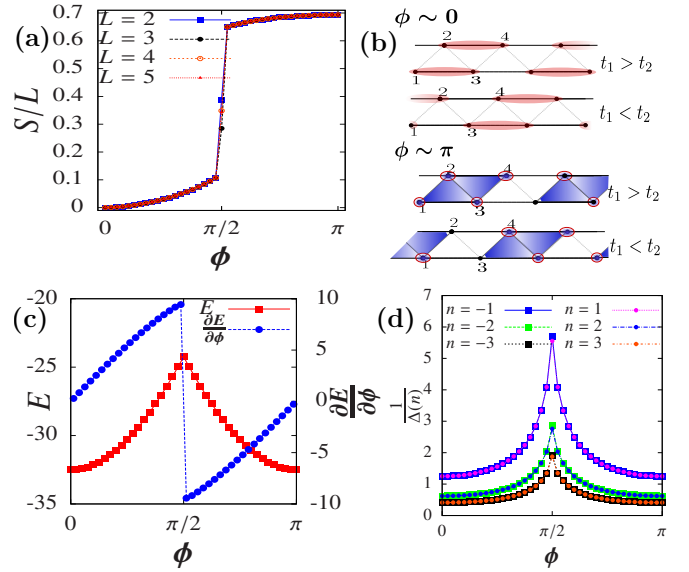 (a)
L = 2
L = 3
L = 4
L = 5
S/L
0.7
0.6
0.5
0.4
0.3
0.2
0.1
0
0 π/2 π
ϕ
(b)
ϕ ∼ 0
2 4
1 3
t₁ > t₂
2 4
1 3
t₁ < t₂
ϕ ∼ π
2 4
1 3
t₁ > t₂
2 4
1 3
t₁ < t₂
(c)
E
∂E/∂ϕ
E
-20
-25
-33
-35
10
5
0
-5
-10
∂E/∂ϕ
0 π/2 π
ϕ
(d)
n = −1
n = −2
n = −3
n = 1
n = 2
n = 3
1/Δ(n)
7
6
5
4
3
2
1
0
0 π/2 π
ϕ